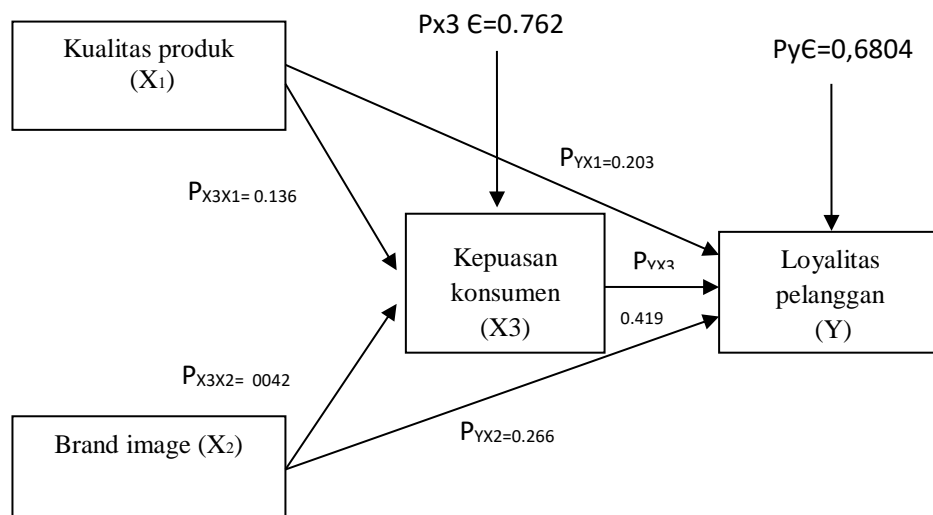 Px3 Є=0.762
PyЄ=0,6804
Kualitas produk
(X1)
PYX1=0.203
PX3X1= 0.136
Kepuasan
konsumen
(X3)
PYX3
0.419
Loyalitas
pelanggan
(Y)
PX3X2= 0042
PYX2=0.266
Brand image (X2)